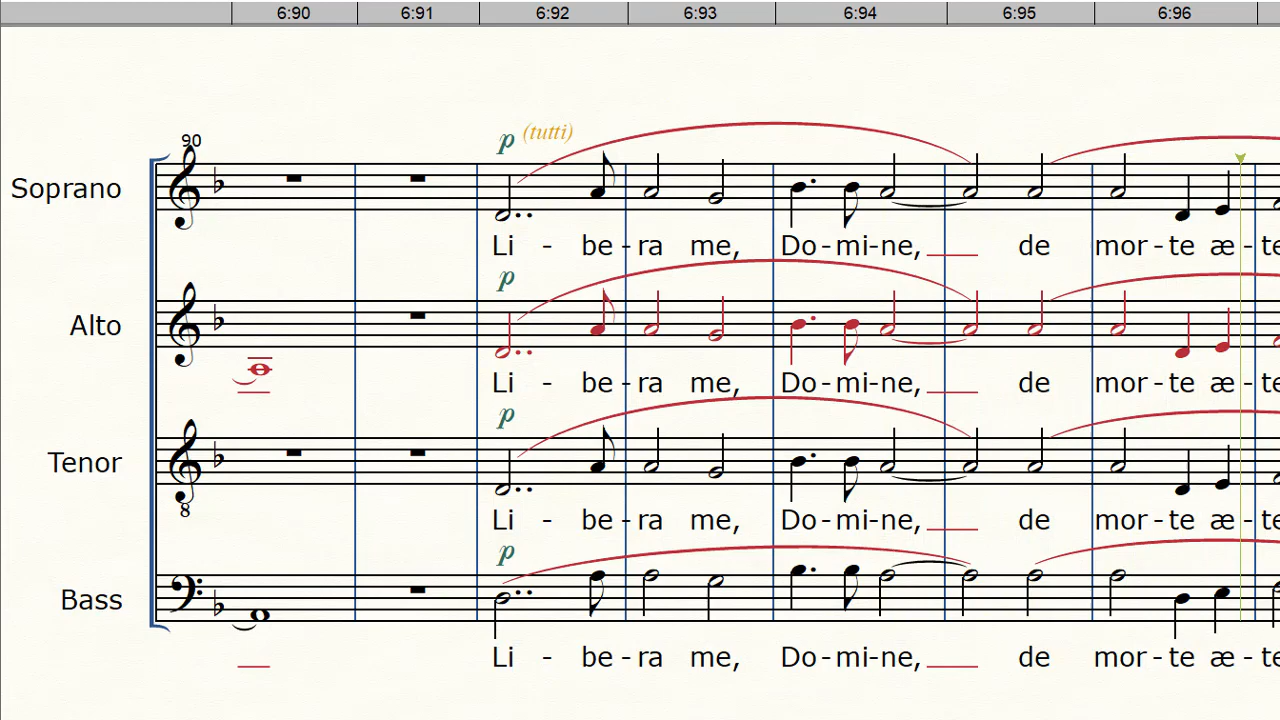 6:90 6:91 6:92 6:93 6:94 6:95 6:96
90 p (tutti)
Soprano
Li - be - ra me, Do - mi - ne, de mor - te æ - te
p
Alto
Li - be - ra me, Do - mi - ne, de mor - te æ - te
p
Tenor
8
Li - be - ra me, Do - mi - ne, de mor - te æ - te
p
Bass
Li - be - ra me, Do - mi - ne, de mor - te æ - te